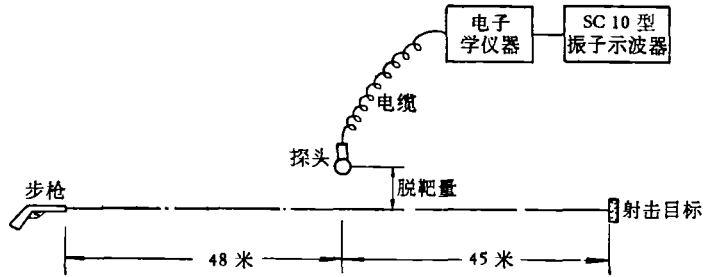 电子
学仪器
SC 10 型
振子示波器
电缆
探头
脱靶量
步枪
射击目标
48 米
45 米